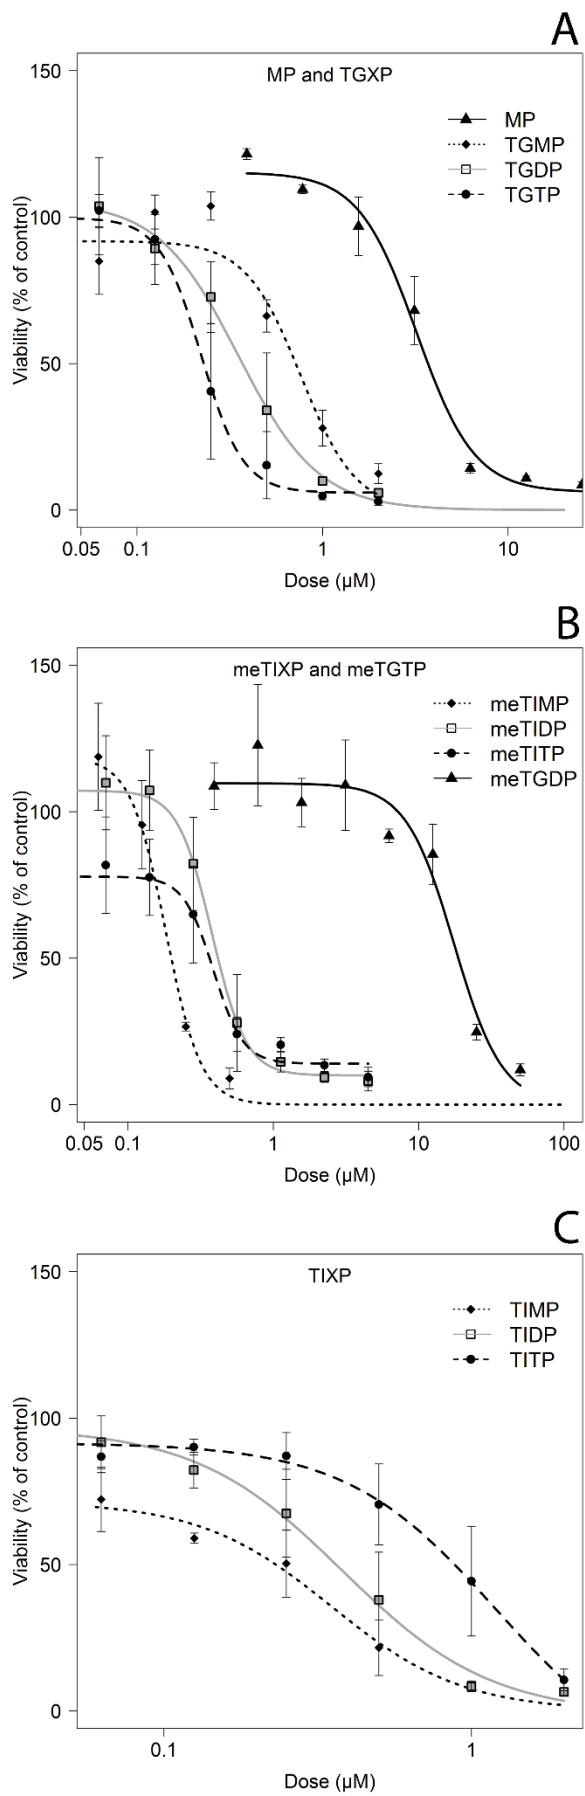 A
MP and TGXP
150
100
50
0
Viability (% of control)
MP
TGMP
TGDP
TGTP
0.05 0.1 1 10
Dose (µM)
B
meTIXP and meTGTP
150
100
50
0
Viability (% of control)
meTIMP
meTIDP
meTITP
meTGDP
0.05 0.1 1 10 100
Dose (µM)
C
TIXP
150
100
50
0
Viability (% of control)
TIMP
TIDP
TITP
0.1 1
Dose (µM)